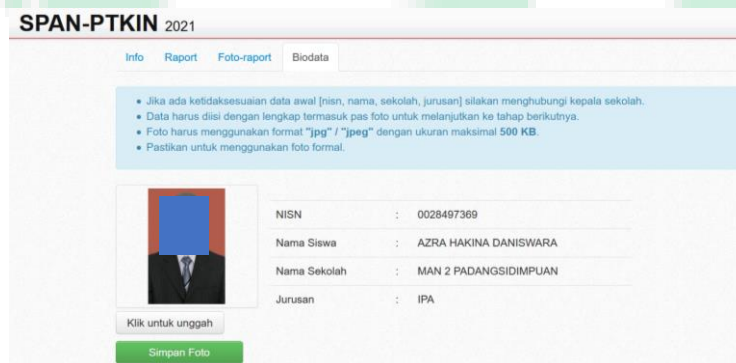 SPAN-PTKIN 2021
Info Raport Foto-raport Biodata
Jika ada ketidaksesuaian data awal [nisn, nama, sekolah, jurusan] silakan menghubungi kepala sekolah.
Data harus diisi dengan lengkap termasuk pas foto untuk melanjutkan ke tahap berikutnya.
Foto harus menggunakan format "jpg" / "jpeg" dengan ukuran maksimal 500 KB.
Pastikan untuk menggunakan foto formal.
NISN : 0028497369
Nama Siswa : AZRA HAKINA DANISWARA
Nama Sekolah : MAN 2 PADANGSIDIMPUAN
Jurusan : IPA
Klik untuk unggah
Simpan Foto